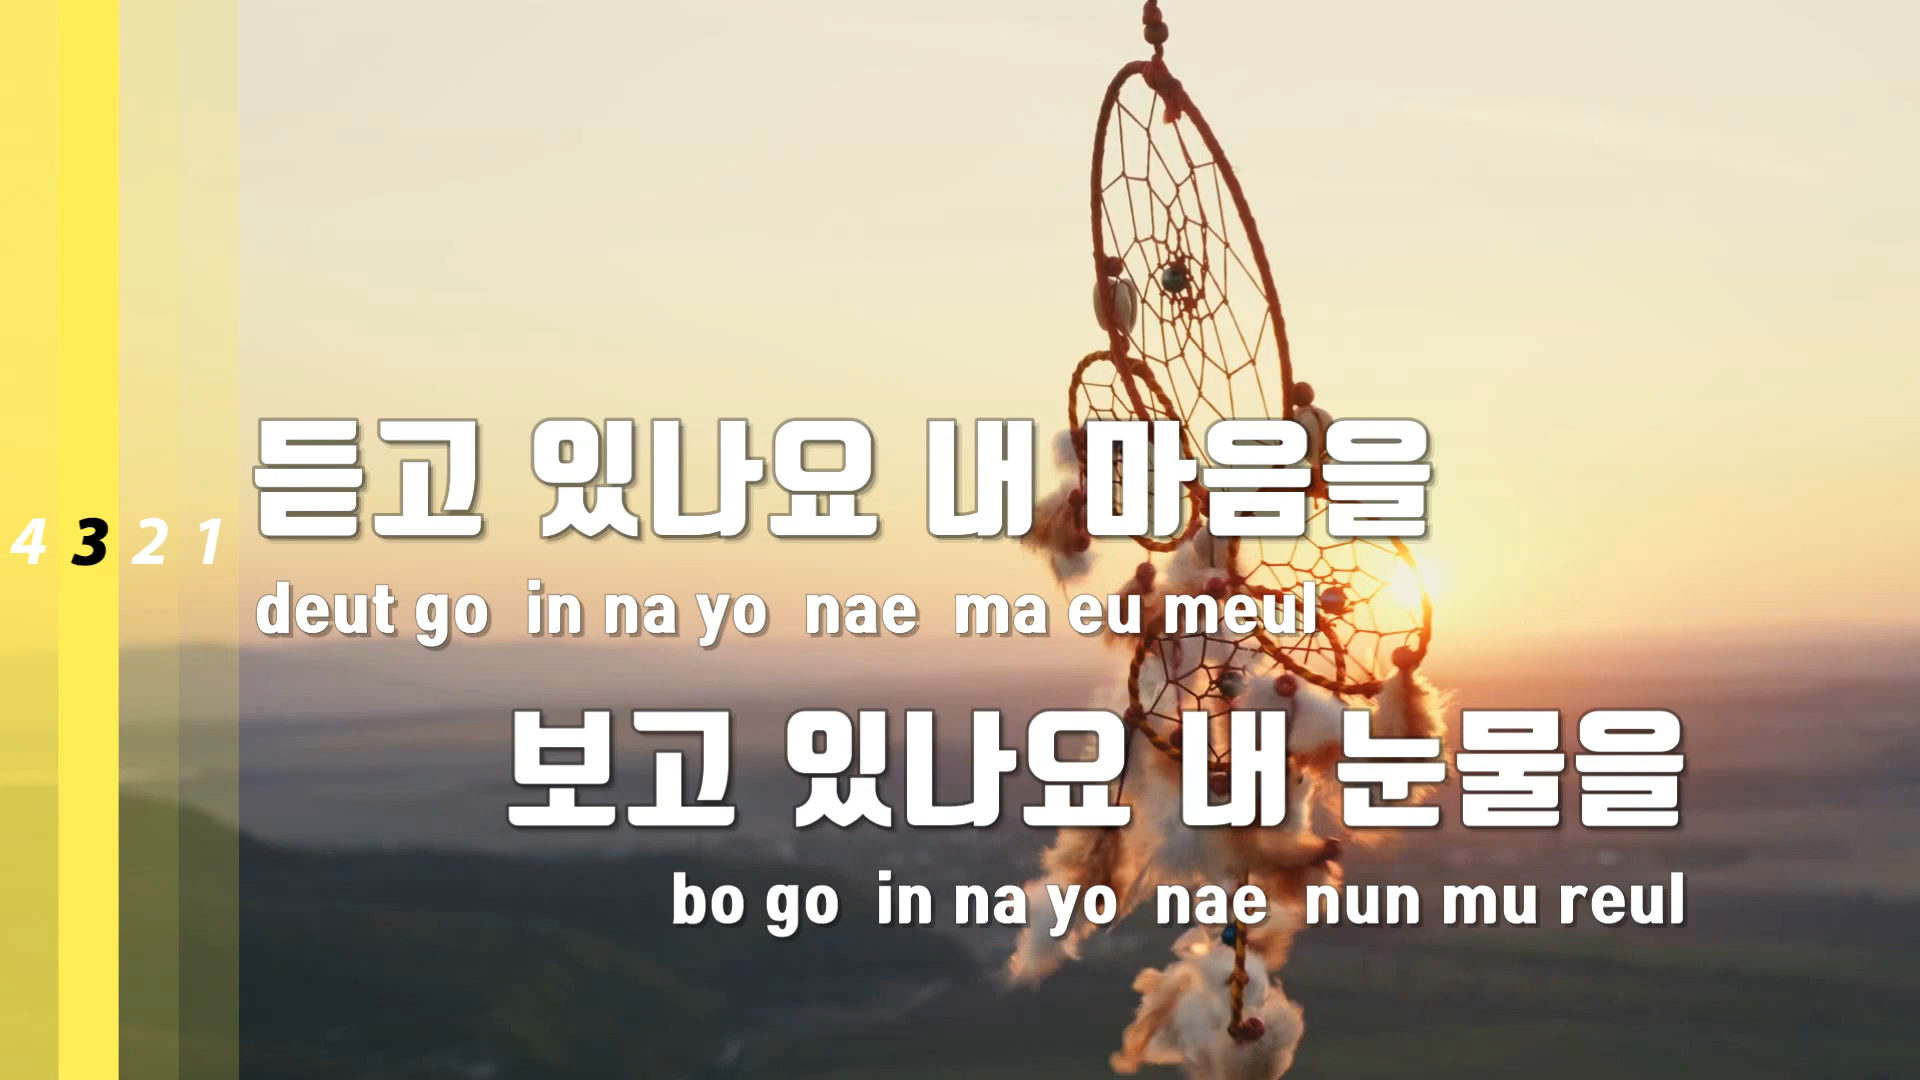 4 3 2 1
듣고 있나요 내 마음을
deut go in na yo nae ma eu meul
보고 있나요 내 눈물을
bo go in na yo nae nun mu reul